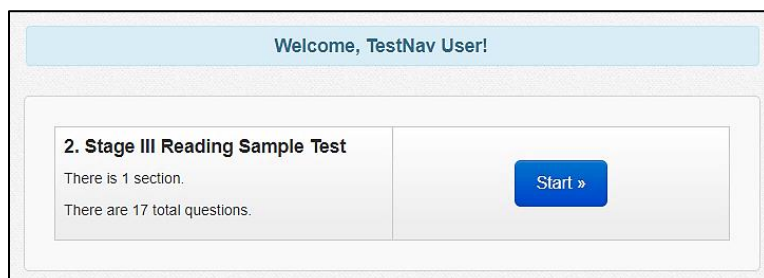 Welcome, TestNav User!
2. Stage III Reading Sample Test
There is 1 section.
There are 17 total questions.
Start »